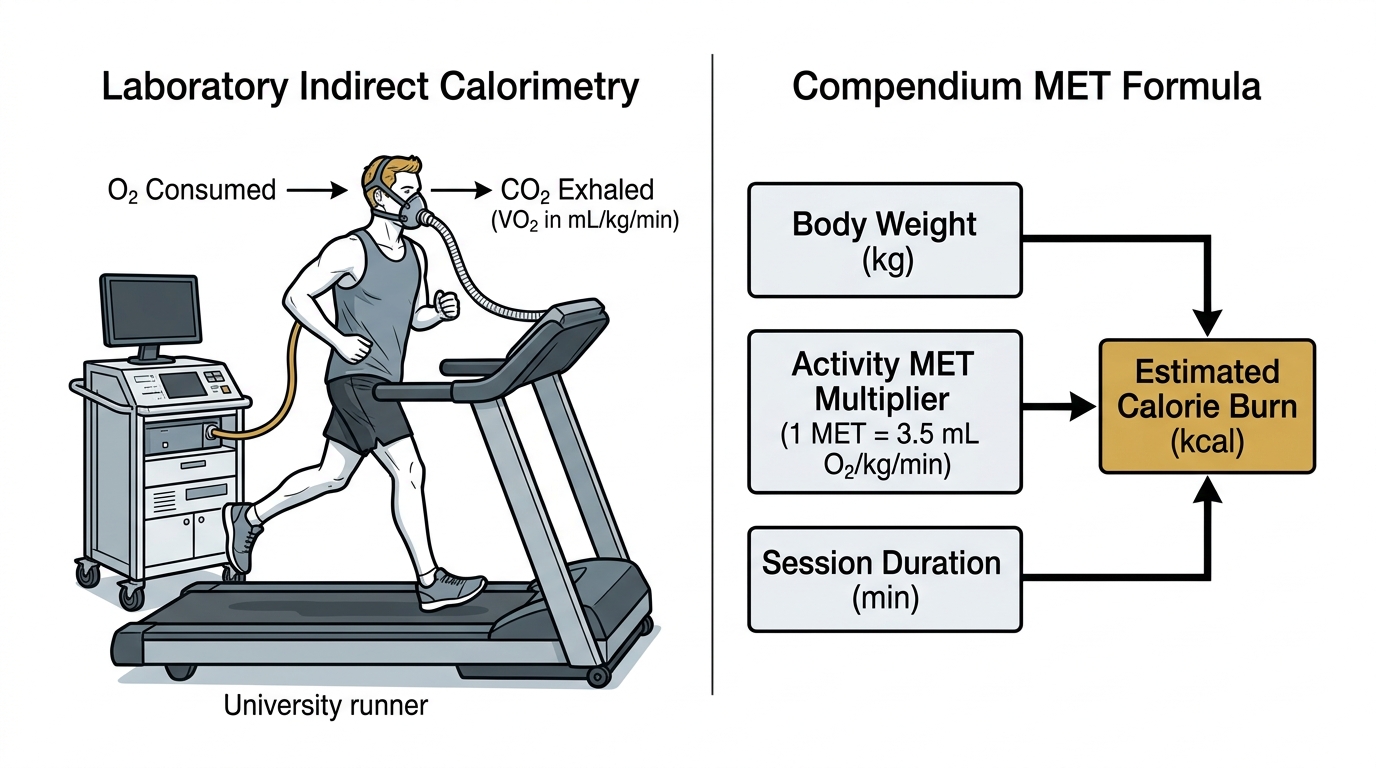 Laboratory Indirect Calorimetry
O₂ Consumed
CO₂ Exhaled
(VO₂ in mL/kg/min)
University runner
Compendium MET Formula
Body Weight
(kg)
Activity MET
Multiplier
(1 MET = 3.5 mL
O₂/kg/min)
Session Duration
(min)
Estimated
Calorie Burn
(kcal)